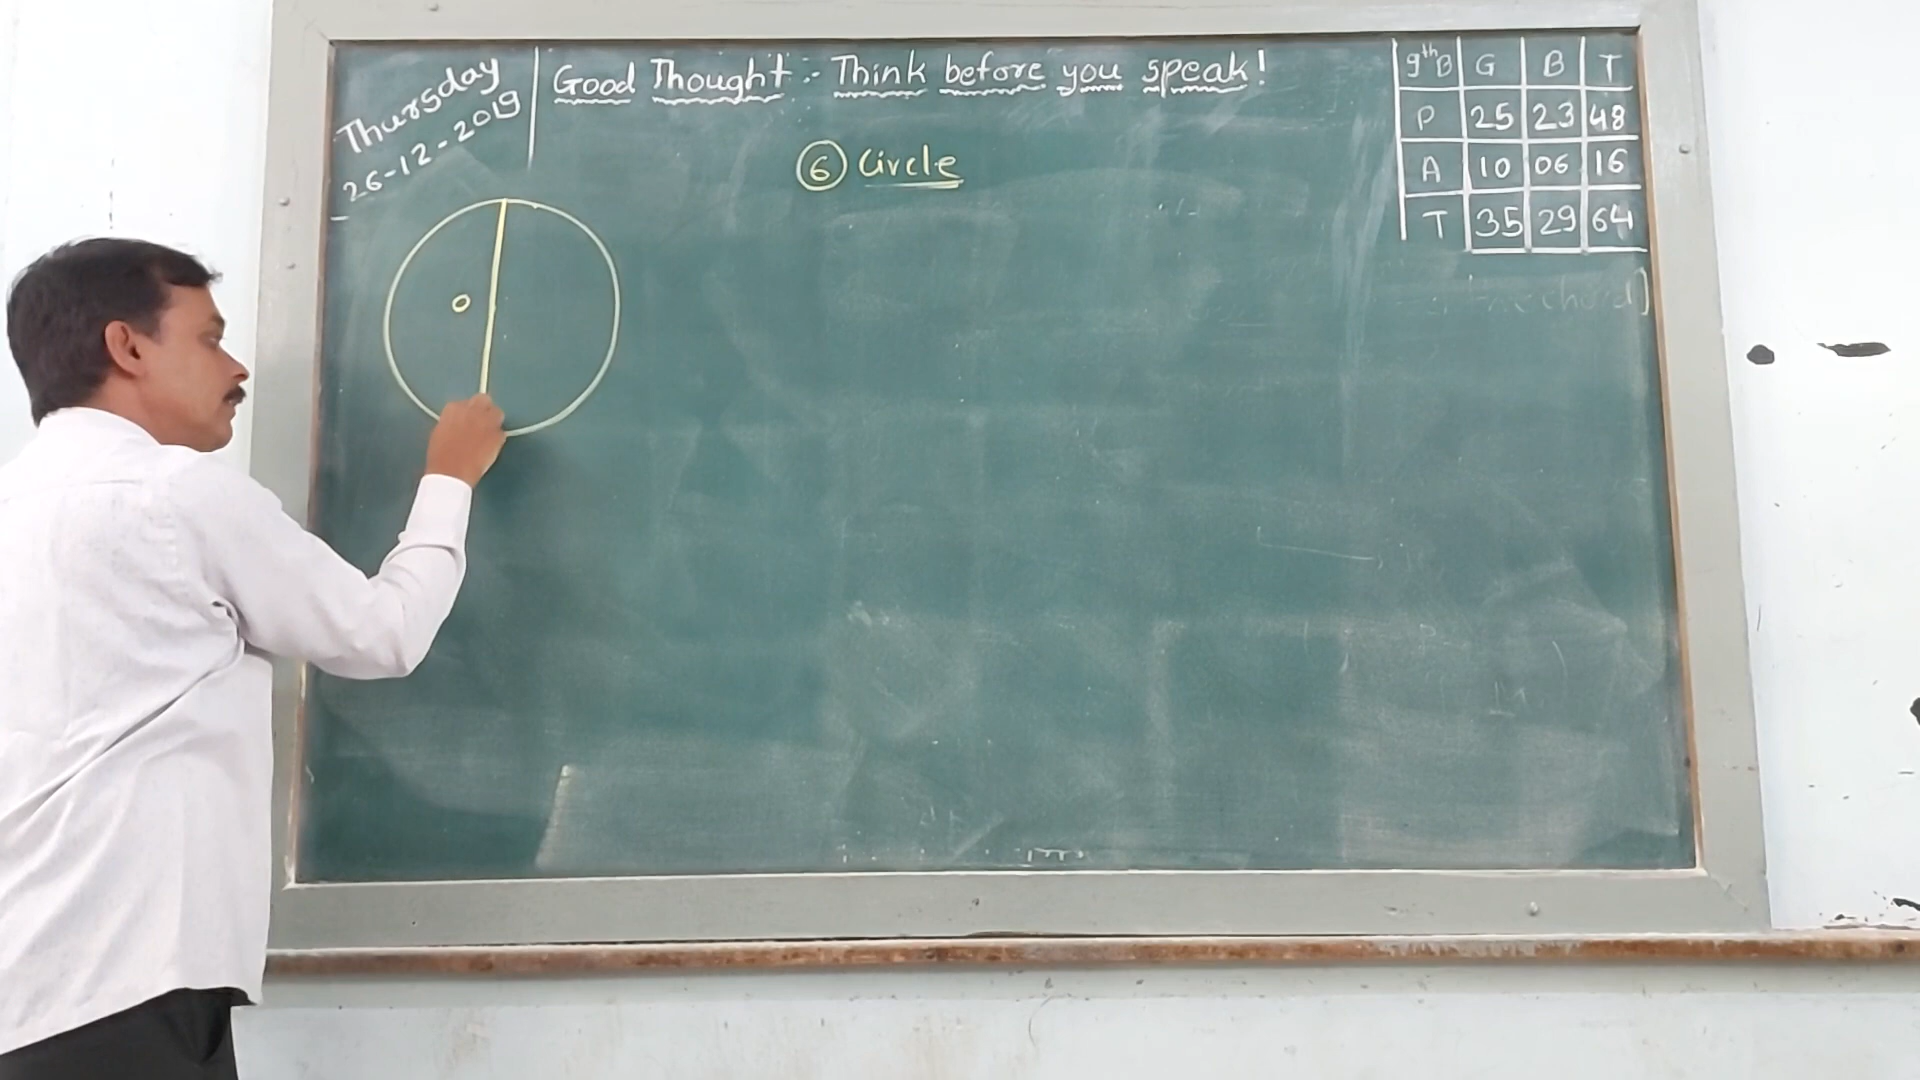 Thursday
26-12-2019
Good Thought :- Think before you speak!
6 Circle
9th B G B T
P 25 23 48
A 10 06 16
T 35 29 64
O
chord]